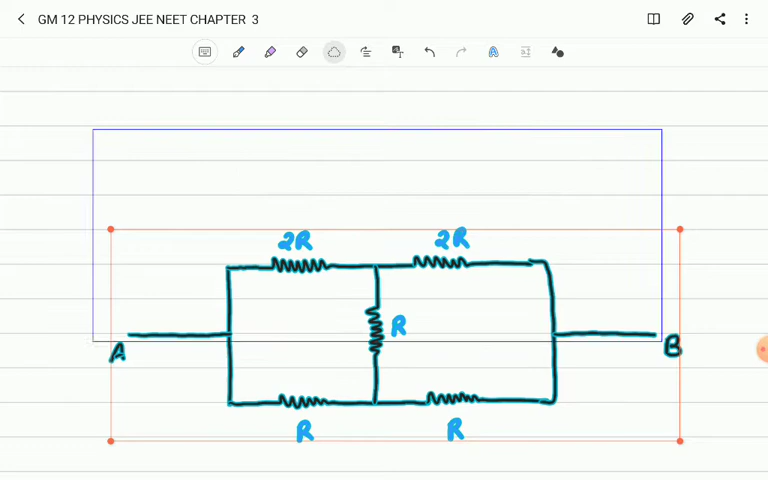 GM 12 PHYSICS JEE NEET CHAPTER 3
2R 2R
R
A B
R R